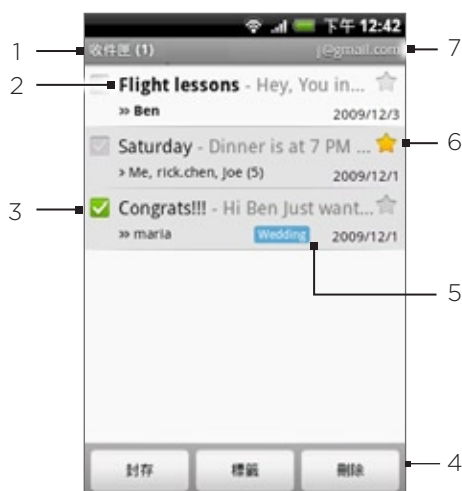 下午 12:42
1 收件匣 (1) j@gmail.com 7
2 Flight lessons - Hey, You in...
» Ben 2009/12/3
Saturday - Dinner is at 7 PM ... 6
› Me, rick.chen, Joe (5) 2009/12/1
3 Congrats!!! - Hi Ben Just want...
» maria Wedding 2009/12/1
5
封存 標籤 刪除 4